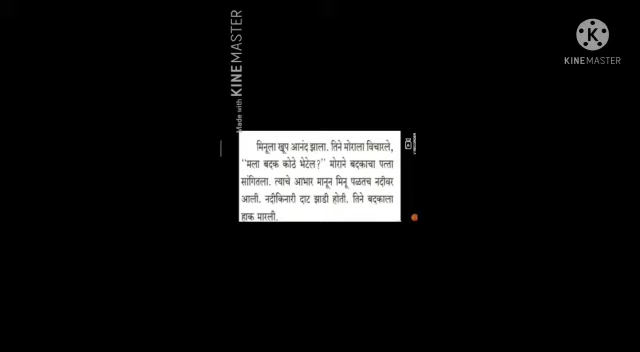 Made with KINEMASTER
KINEMASTER
मिनूला खूप आनंद झाला. तिने मोराला विचारले,
“मला बदक कोठे भेटेल?” मोराने बदकाचा पत्ता
सांगितला. त्याचे आभार मानून मिनू पळतच नदीवर
आली. नदीकिनारी दाट झाडी होती. तिने बदकाला
हाक मारली.